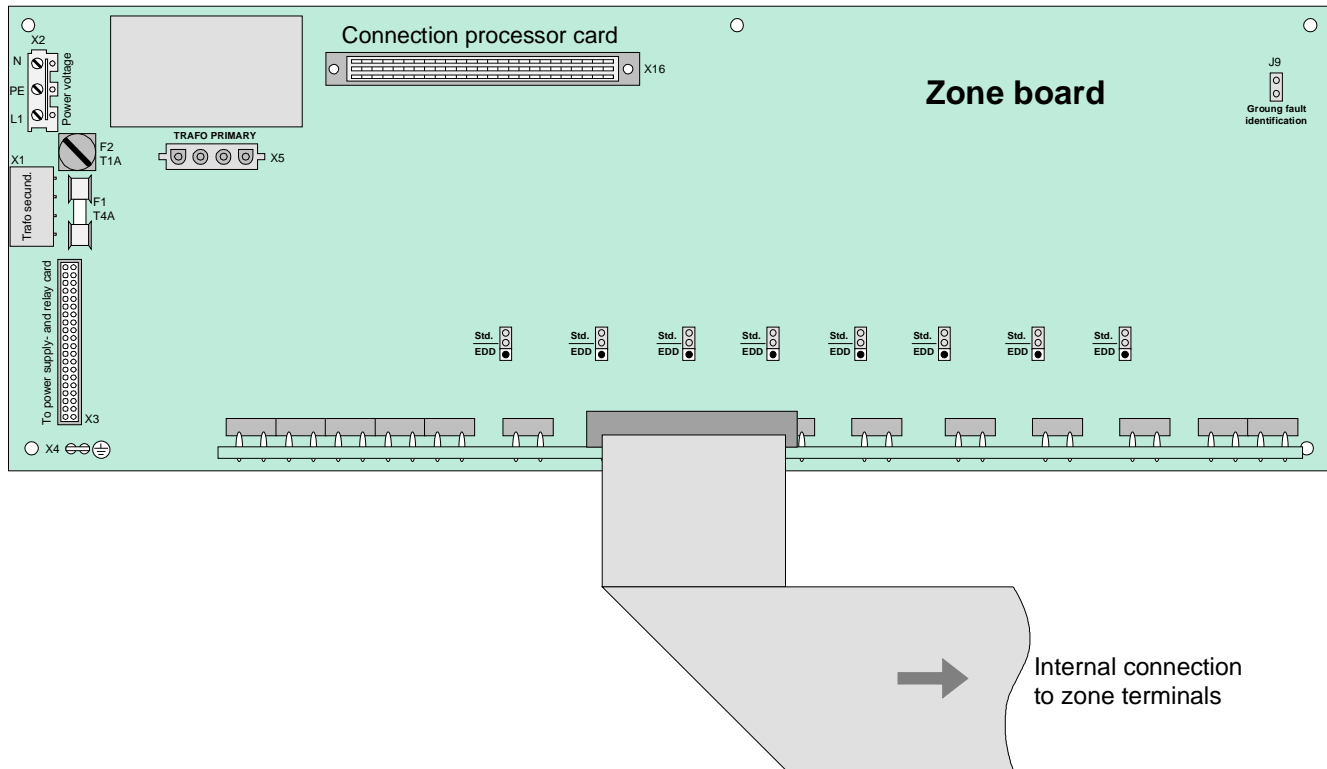 X2
N
PE
L1
Power voltage
Connection processor card
X16
Zone board
J9
Groung fault
identification
TRAFO PRIMARY
X5
F2
T1A
X1
Trafo secund.
F1
T4A
To power supply- and relay card
X3
X4
Std.
EDD
Std.
EDD
Std.
EDD
Std.
EDD
Std.
EDD
Std.
EDD
Std.
EDD
Std.
EDD
Internal connection
to zone terminals